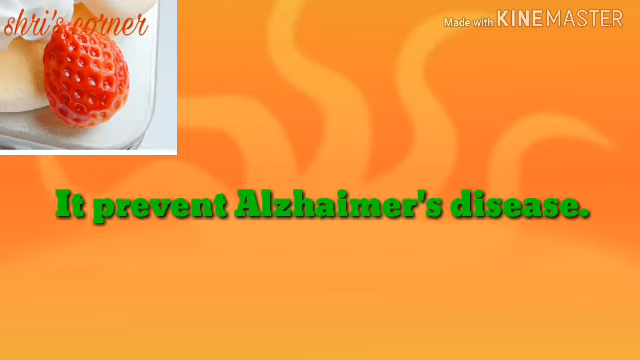 shri's corner
Made with KINEMASTER
It prevent Alzhaimer's disease.